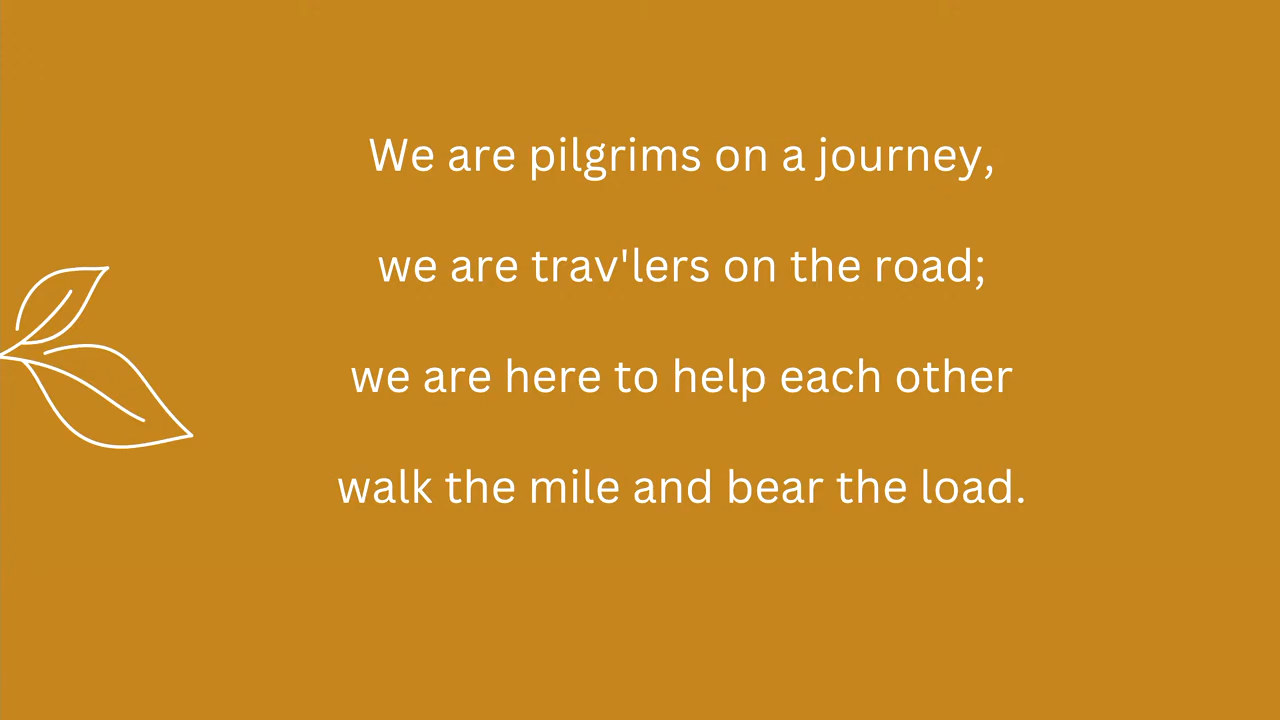 We are pilgrims on a journey,
we are trav'lers on the road;
we are here to help each other
walk the mile and bear the load.